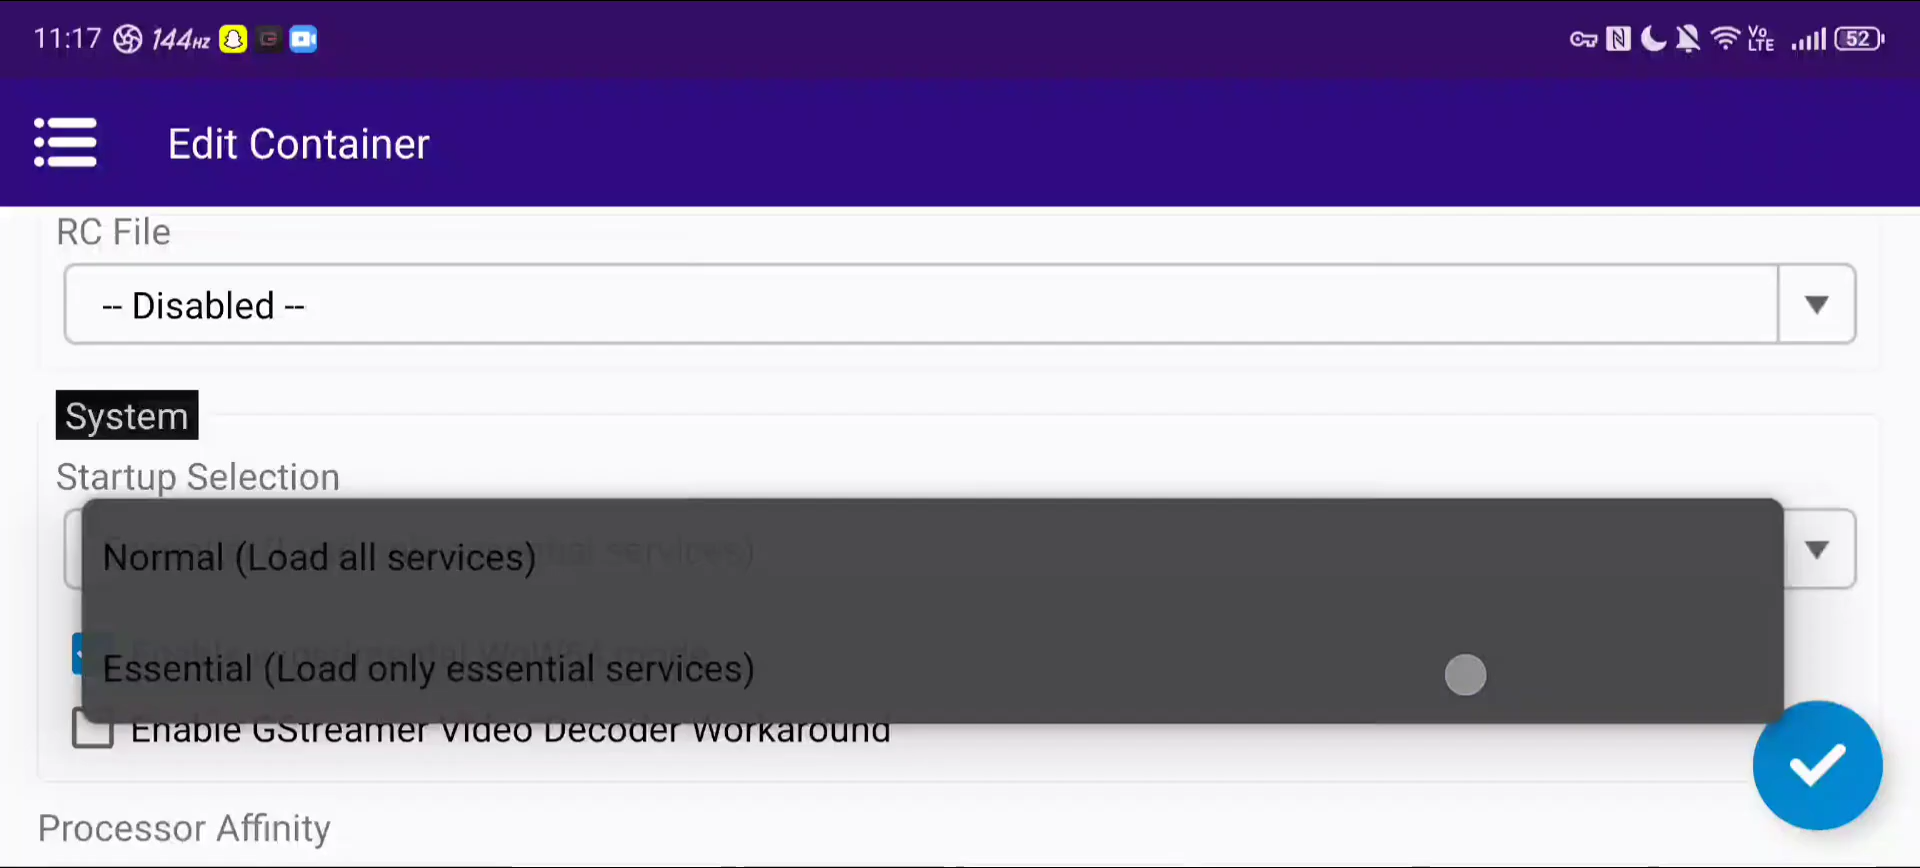 11:17 144HZ VoLTE 52
Edit Container
RC File
-- Disabled --
System
Startup Selection
Normal (Load all services)
Essential (Load only essential services)
Enable GStreamer Video Decoder Workaround
Processor Affinity